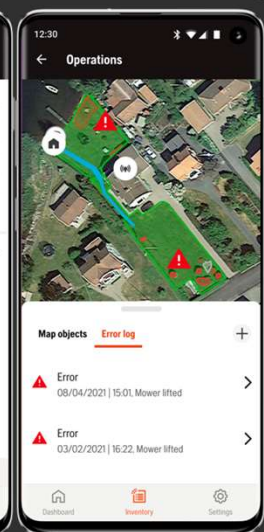 12:30
Operations
Map objects Error log
Error
08/04/2021 | 15:01, Mower lifted
Error
03/02/2021 | 16:22, Mower lifted
Dashboard Inventory Settings